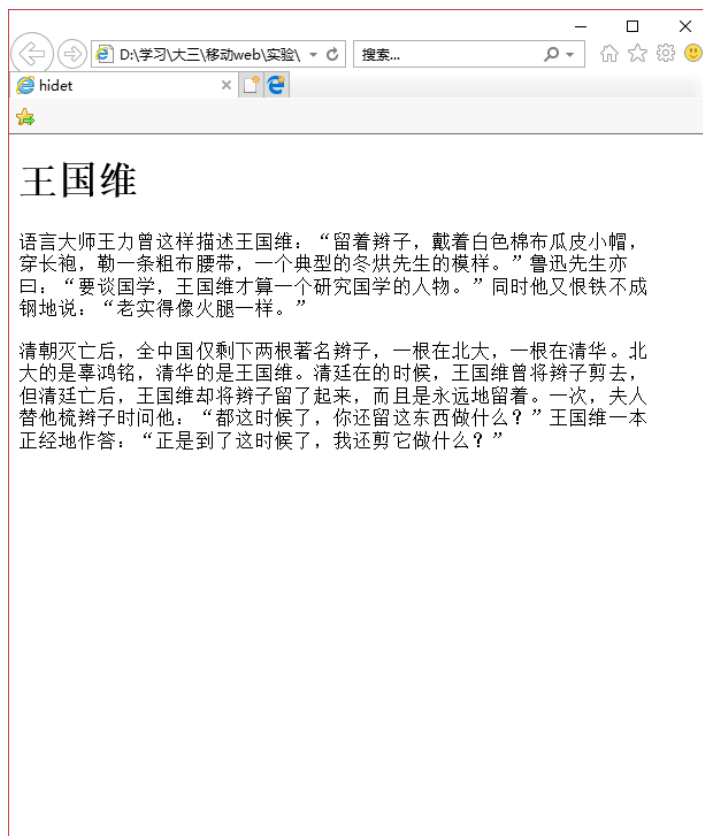 D:\学习\大三\移动web\实验\
搜索...
hidet
王国维
语言大师王力曾这样描述王国维：“留着辫子，戴着白色棉布瓜皮小帽，
穿长袍，勒一条粗布腰带，一个典型的冬烘先生的模样。”鲁迅先生亦
曰：“要谈国学，王国维才算一个研究国学的人物。”同时他又恨铁不成
钢地说：“老实得像火腿一样。”
清朝灭亡后，全中国仅剩下两根著名辫子，一根在北大，一根在清华。北
大的是辜鸿铭，清华的是王国维。清廷在的时候，王国维曾将辫子剪去，
但清廷亡后，王国维却将辫子留了起来，而且是永远地留着。一次，夫人
替他梳辫子时问他：“都这时候了，你还留这东西做什么？”王国维一本
正经地作答：“正是到了这时候了，我还剪它做什么？”